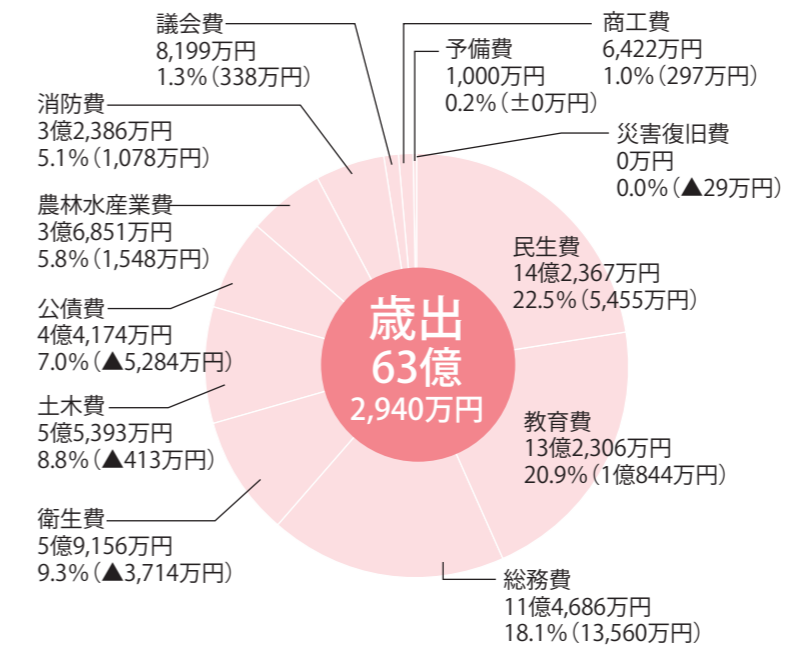 議会費
8,199万円
1.3%（338万円）
商工費
6,422万円
1.0%（297万円）
予備費
1,000万円
0.2%（±0万円）
災害復旧費
0万円
0.0%（▲29万円）
消防費
3億2,386万円
5.1%（1,078万円）
農林水産業費
3億6,851万円
5.8%（1,548万円）
公債費
4億4,174万円
7.0%（▲5,284万円）
土木費
5億5,393万円
8.8%（▲413万円）
衛生費
5億9,156万円
9.3%（▲3,714万円）
歳出
63億
2,940万円
民生費
14億2,367万円
22.5%（5,455万円）
教育費
13億2,306万円
20.9%（1億844万円）
総務費
11億4,686万円
18.1%（13,560万円）